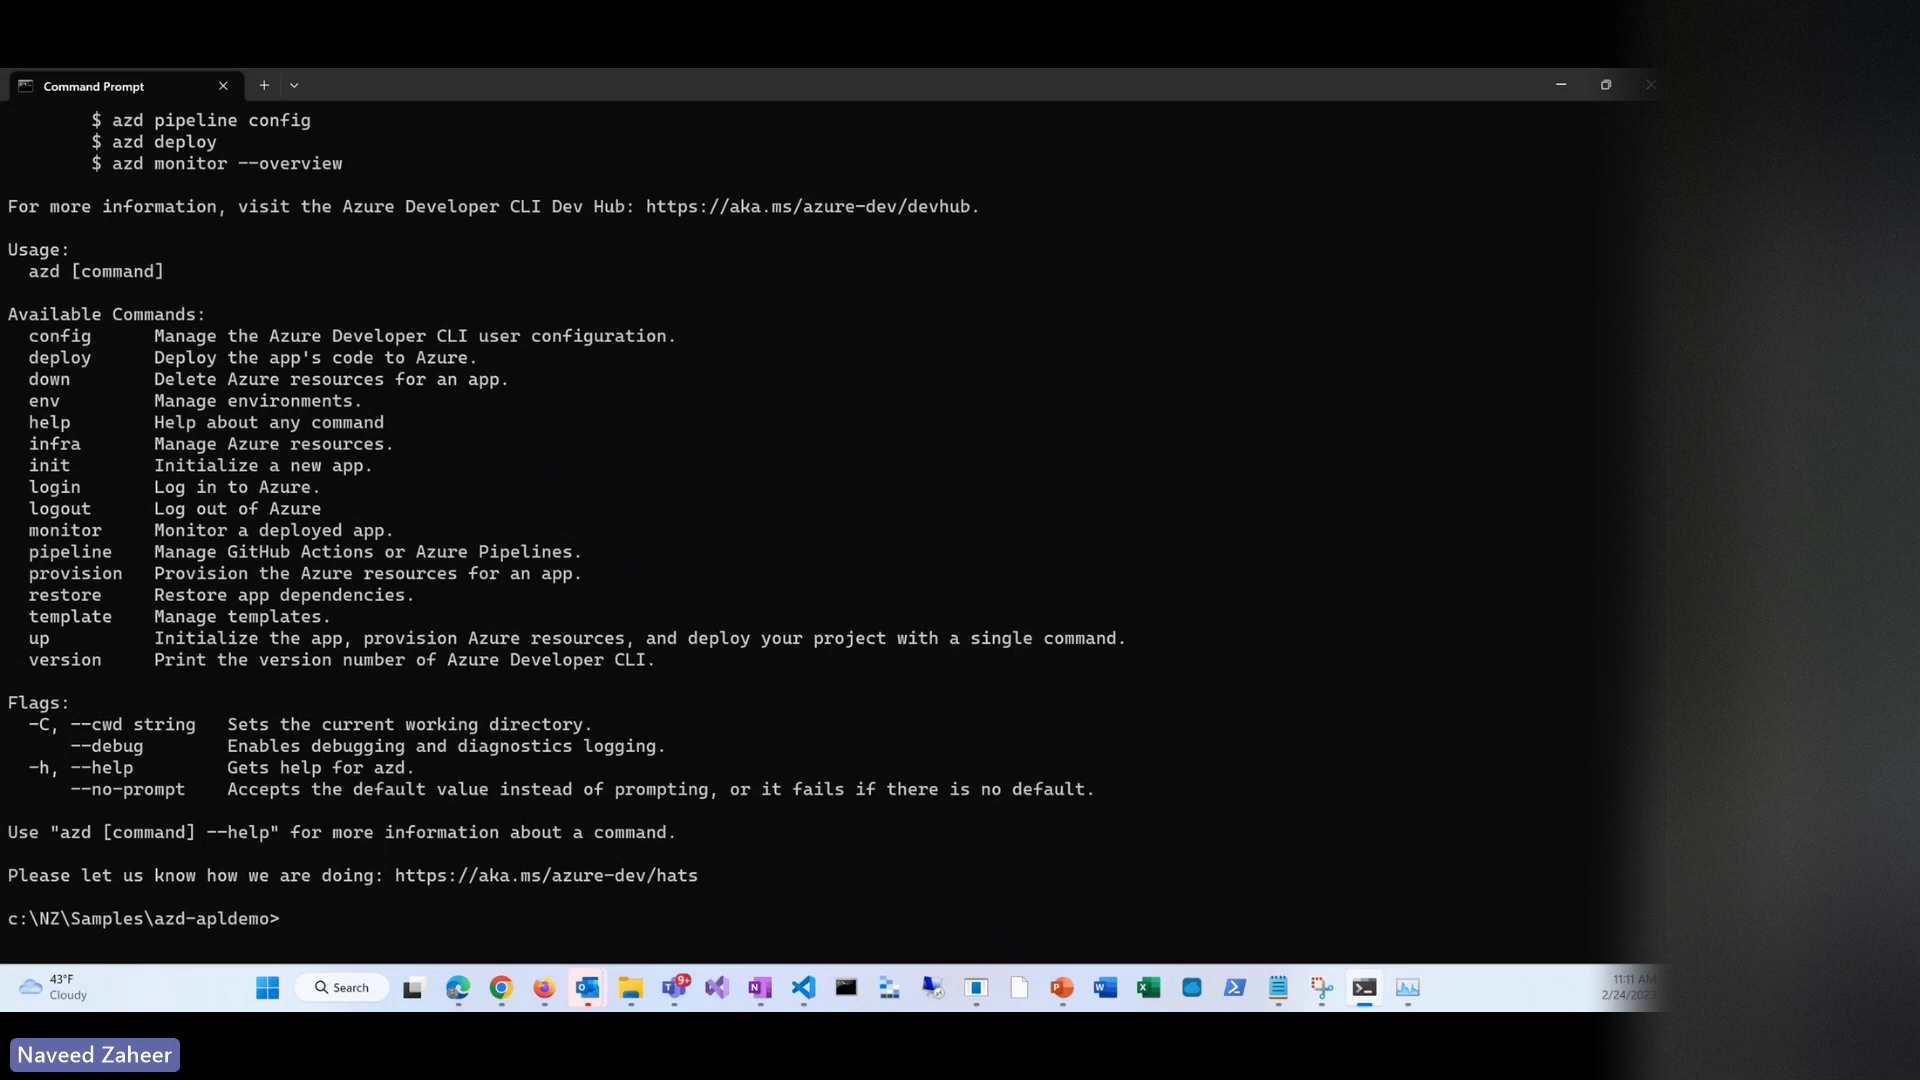 Command Prompt
$ azd pipeline config
$ azd deploy
$ azd monitor --overview
For more information, visit the Azure Developer CLI Dev Hub: https://aka.ms/azure-dev/devhub.
Usage:
azd [command]
Available Commands:
config Manage the Azure Developer CLI user configuration.
deploy Deploy the app's code to Azure.
down Delete Azure resources for an app.
env Manage environments.
help Help about any command
infra Manage Azure resources.
init Initialize a new app.
login Log in to Azure.
logout Log out of Azure
monitor Monitor a deployed app.
pipeline Manage GitHub Actions or Azure Pipelines.
provision Provision the Azure resources for an app.
restore Restore app dependencies.
template Manage templates.
up Initialize the app, provision Azure resources, and deploy your project with a single command.
version Print the version number of Azure Developer CLI.
Flags:
-C, --cwd string Sets the current working directory.
--debug Enables debugging and diagnostics logging.
-h, --help Gets help for azd.
--no-prompt Accepts the default value instead of prompting, or it fails if there is no default.
Use "azd [command] --help" for more information about a command.
Please let us know how we are doing: https://aka.ms/azure-dev/hats
c:\NZ\Samples\azd-apldemo>
43°F
Cloudy
Search
9+
11:11 AM
2/24/2023
Naveed Zaheer